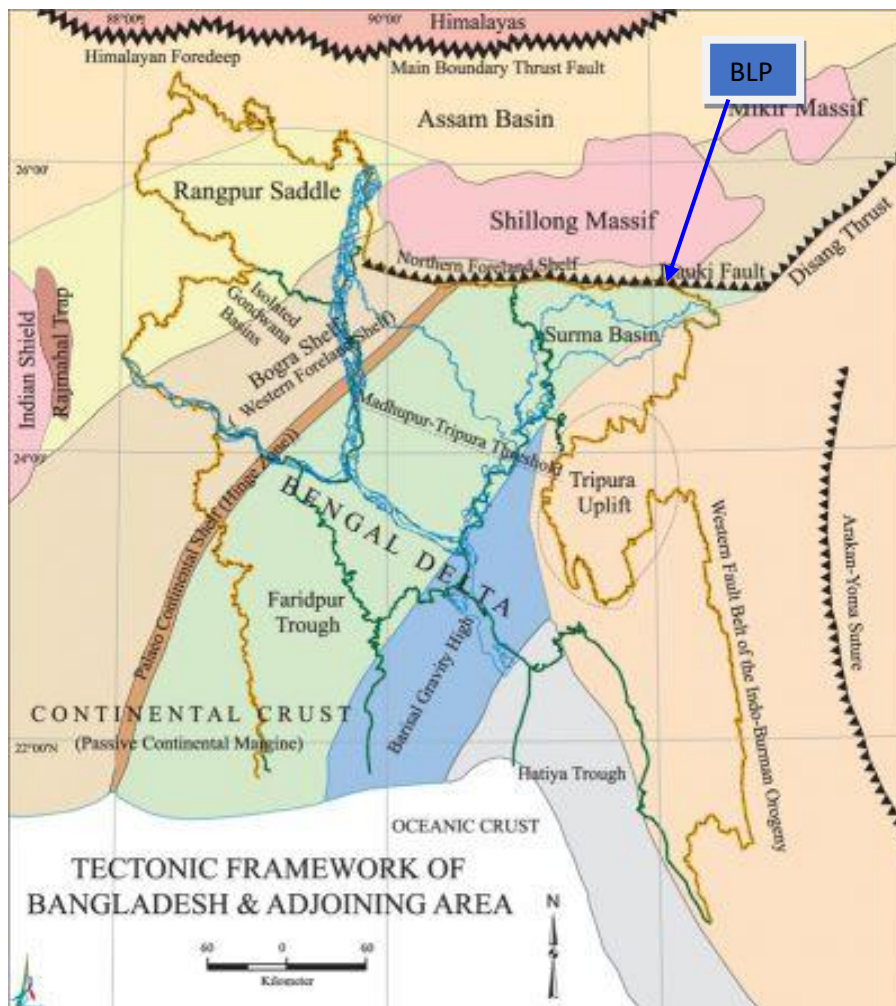 88°00'E
90°00'
Himalayas
Himalayan Foredeep
Main Boundary Thrust Fault
BLP
Assam Basin
Mikir Massif
26°00'
Rangpur Saddle
Shillong Massif
Disang Thrust
Northern Foreland Shelf
Fault
Isolated
Gondwana
Basins
Bogra Shelf
(Western Foreland Shelf)
Surma Basin
Indian Shield
Rajmahal Trap
Madhupur-Tripura Threshold
24°00'
Tripura
Uplift
BENGAL DELTA
Palaeo Continental Shelf (Hinge Zone))
Faridpur
Trough
Barisal Gravity High
Western Fault Belt of the Indo-Burman Orogeny
Arakan-Yoma Suture
CONTINENTAL CRUST
(Passive Continental Margine)
22°00'N
Hatiya Trough
OCEANIC CRUST
TECTONIC FRAMEWORK OF
BANGLADESH & ADJOINING AREA
N
60 0 60
Kilometer